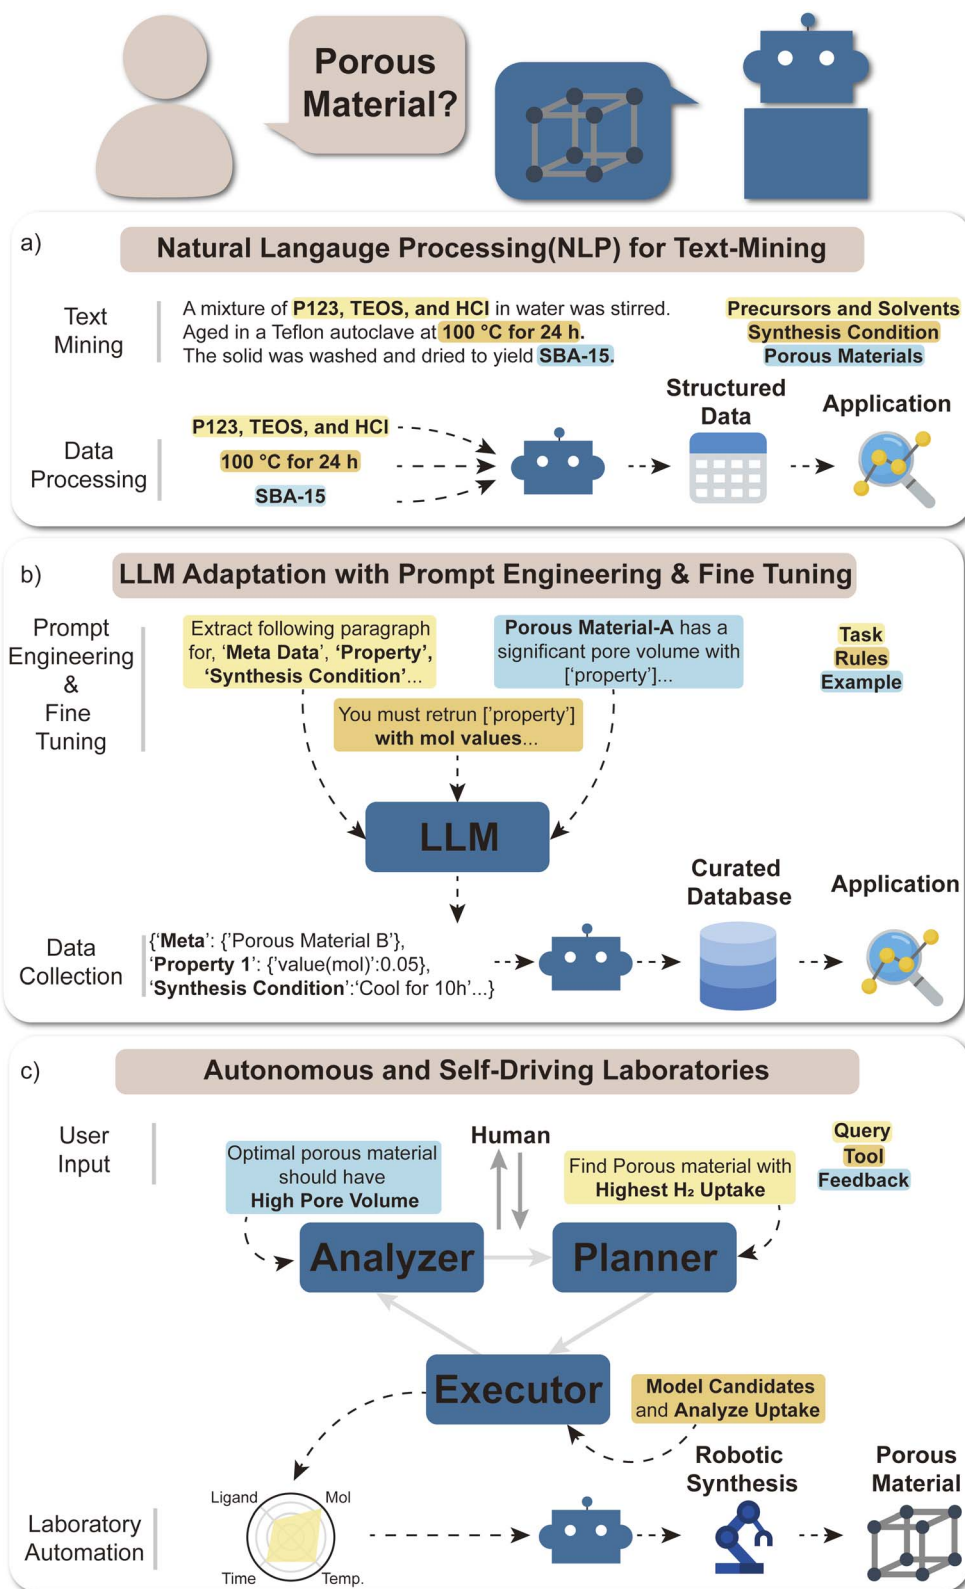 Porous
Material?
a)
Natural Langauge Processing(NLP) for Text-Mining
Text
Mining
A mixture of P123, TEOS, and HCl in water was stirred.
Aged in a Teflon autoclave at 100 °C for 24 h.
The solid was washed and dried to yield SBA-15.
Precursors and Solvents
Synthesis Condition
Porous Materials
Data
Processing
P123, TEOS, and HCl
100 °C for 24 h
SBA-15
Structured
Data
Application
b)
LLM Adaptation with Prompt Engineering & Fine Tuning
Prompt
Engineering
&
Fine
Tuning
Extract following paragraph
for, ‘Meta Data’, ‘Property’,
‘Synthesis Condition’...
Porous Material-A has a
significant pore volume with
[‘property’]...
You must retrun [’property’]
with mol values...
Task
Rules
Example
LLM
Data
Collection
{‘Meta’: {’Porous Material B’},
‘Property 1’: {’value(mol)’:0.05},
‘Synthesis Condition’:‘Cool for 10h’...}
Curated
Database
Application
c)
Autonomous and Self-Driving Laboratories
User
Input
Optimal porous material
should have
High Pore Volume
Human
Find Porous material with
Highest H₂ Uptake
Query
Tool
Feedback
Analyzer
Planner
Executor
Model Candidates
and Analyze Uptake
Laboratory
Automation
Ligand
Mol
Time
Temp.
Robotic
Synthesis
Porous
Material